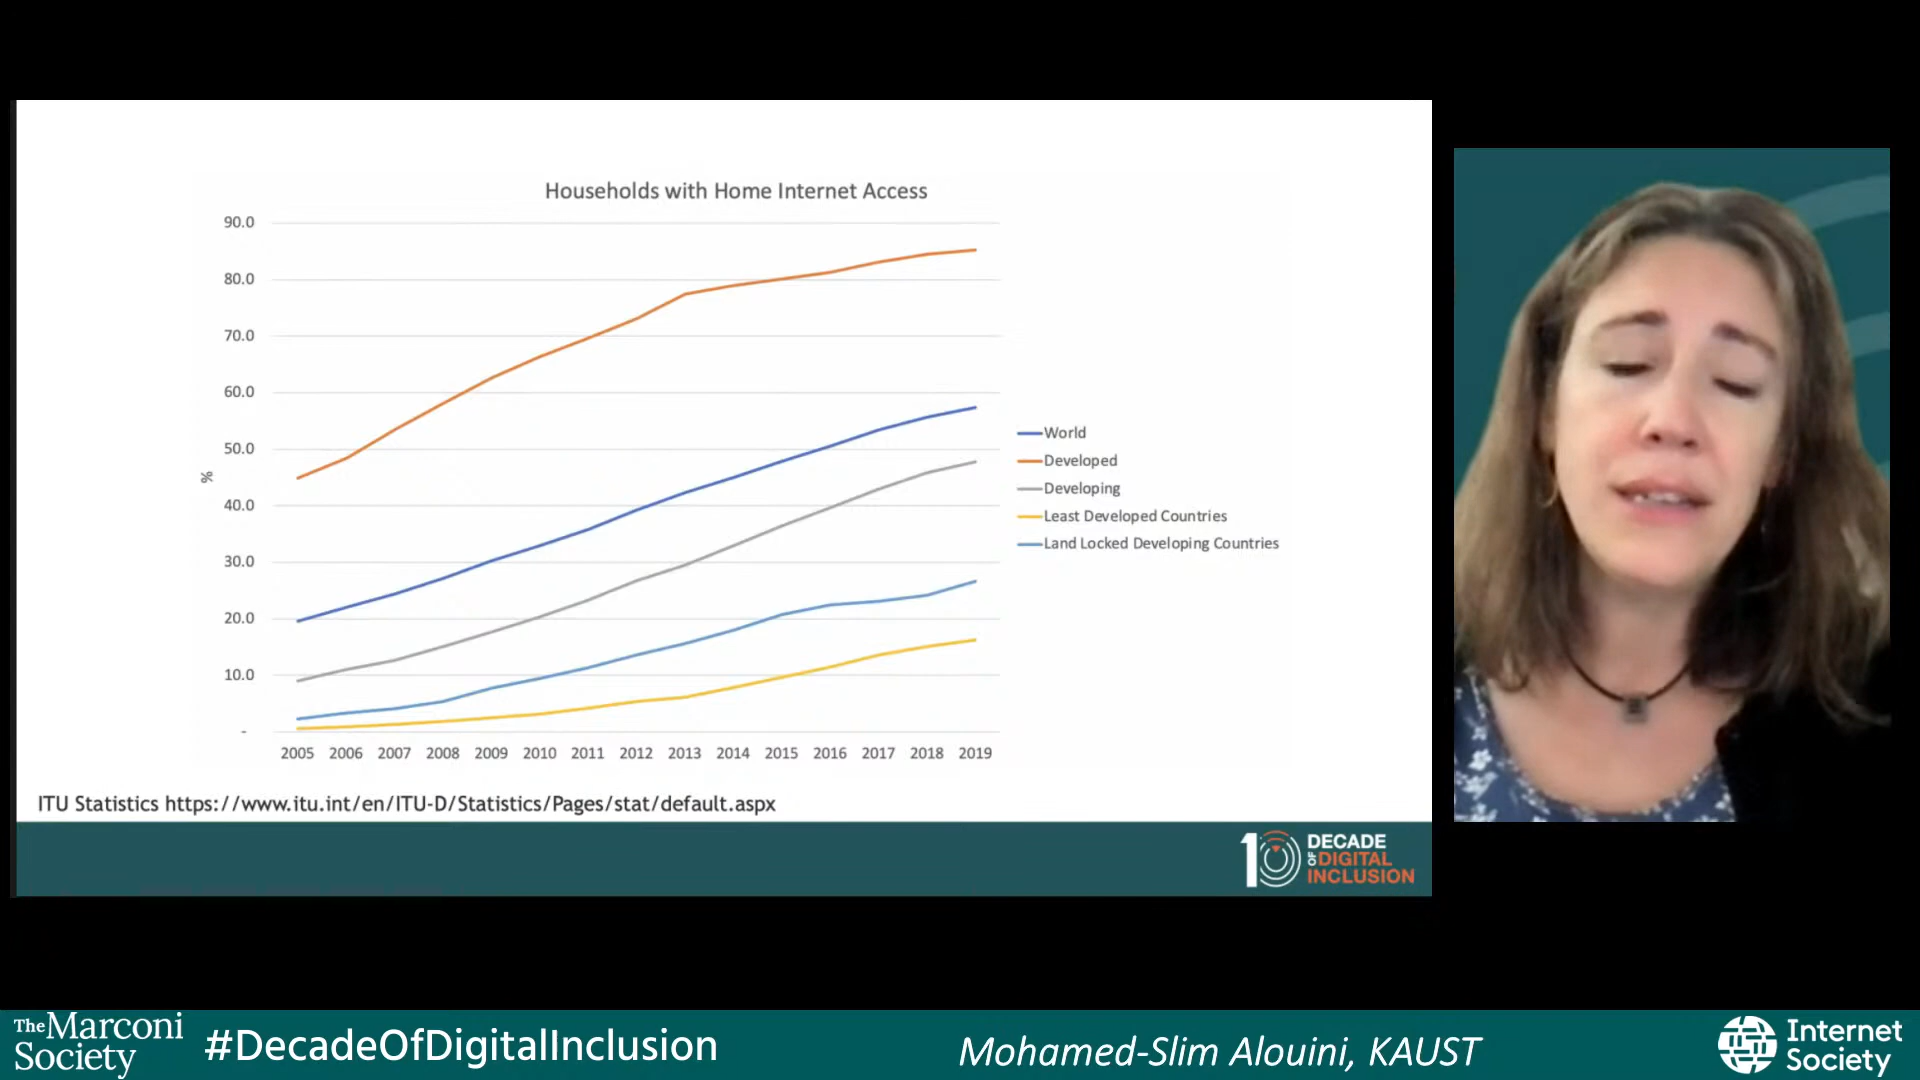 Households with Home Internet Access
90.0
80.0
70.0
60.0
50.0
40.0
30.0
20.0
10.0
-
%
2005 2006 2007 2008 2009 2010 2011 2012 2013 2014 2015 2016 2017 2018 2019
World
Developed
Developing
Least Developed Countries
Land Locked Developing Countries
ITU Statistics https://www.itu.int/en/ITU-D/Statistics/Pages/stat/default.aspx
10 DECADE
OF DIGITAL
INCLUSION
The Marconi
Society
#DecadeOfDigitalInclusion
Mohamed-Slim Alouini, KAUST
Internet
Society